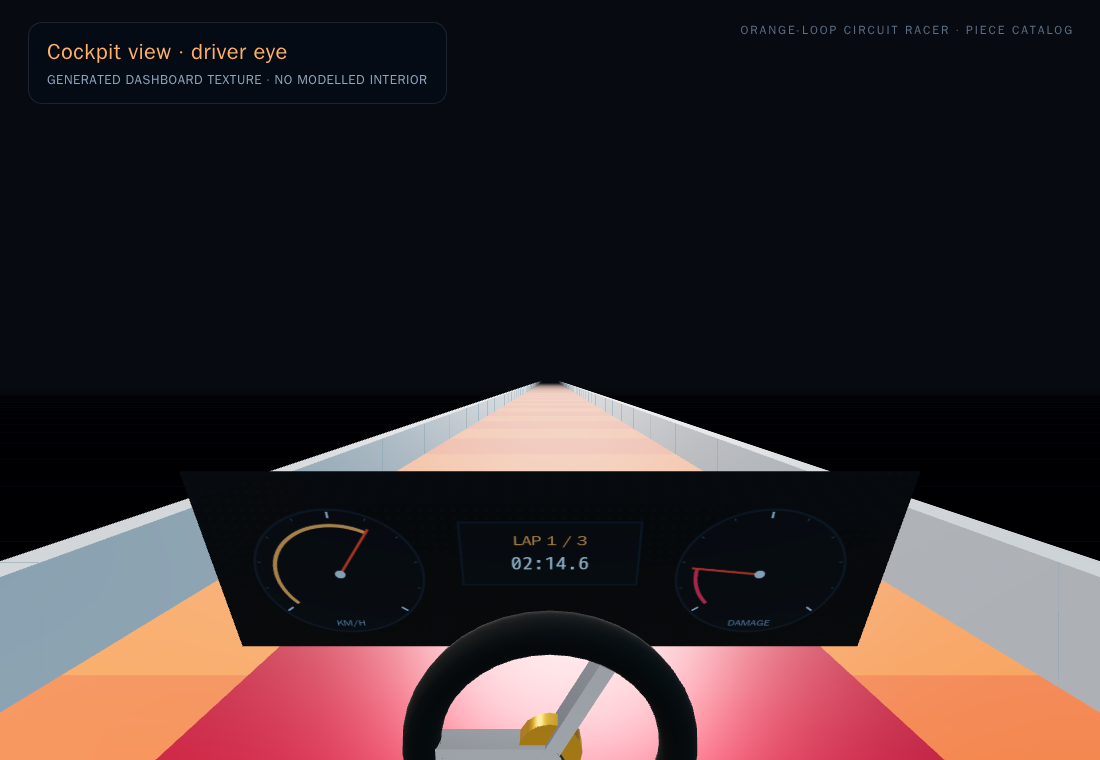 Cockpit view · driver eye
GENERATED DASHBOARD TEXTURE · NO MODELLED INTERIOR
ORANGE-LOOP CIRCUIT RACER · PIECE CATALOG
LAP 1 / 3
02:14.6
KM/H
DAMAGE